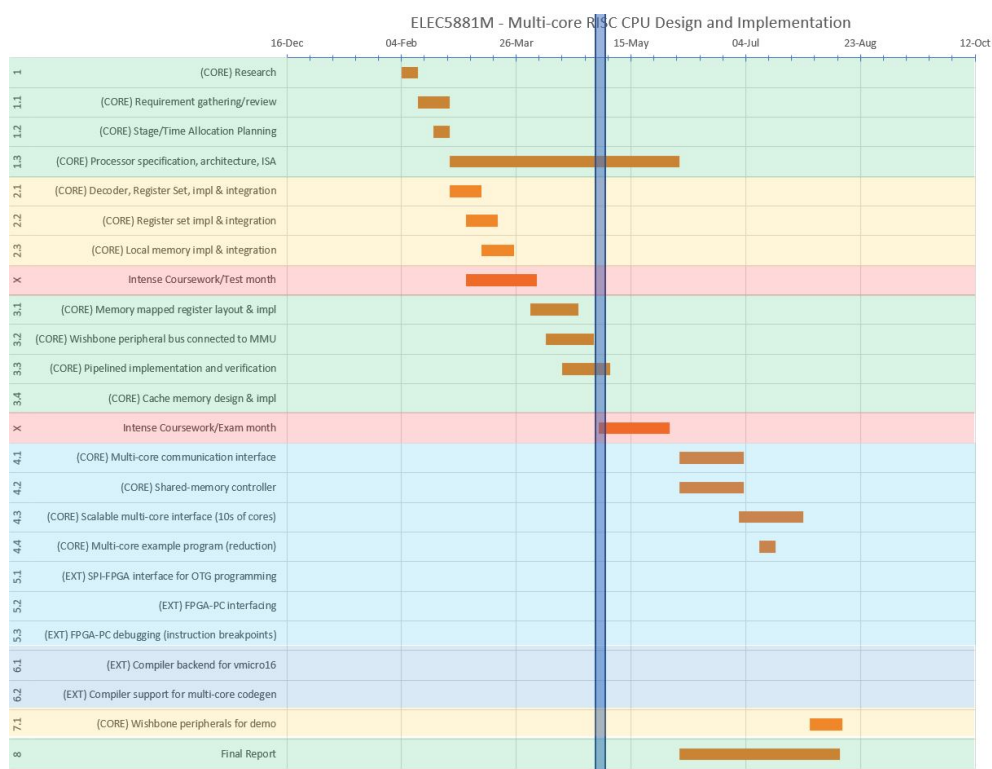 ELEC5881M - Multi-core RISC CPU Design and Implementation
16-Dec 04-Feb 26-Mar 15-May 04-Jul 23-Aug 12-Oct
1 (CORE) Research
1.1 (CORE) Requirement gathering/review
1.2 (CORE) Stage/Time Allocation Planning
1.3 (CORE) Processor specification, architecture, ISA
2.1 (CORE) Decoder, Register Set, impl & integration
2.2 (CORE) Register set impl & integration
2.3 (CORE) Local memory impl & integration
X Intense Coursework/Test month
3.1 (CORE) Memory mapped register layout & impl
3.2 (CORE) Wishbone peripheral bus connected to MMU
3.3 (CORE) Pipelined implementation and verification
3.4 (CORE) Cache memory design & impl
X Intense Coursework/Exam month
4.1 (CORE) Multi-core communication interface
4.2 (CORE) Shared-memory controller
4.3 (CORE) Scalable multi-core interface (10s of cores)
4.4 (CORE) Multi-core example program (reduction)
5.1 (EXT) SPI-FPGA interface for OTG programming
5.2 (EXT) FPGA-PC interfacing
5.3 (EXT) FPGA-PC debugging (instruction breakpoints)
6.1 (EXT) Compiler backend for vmicro16
6.2 (EXT) Compiler support for multi-core codegen
7.1 (CORE) Wishbone peripherals for demo
8 Final Report